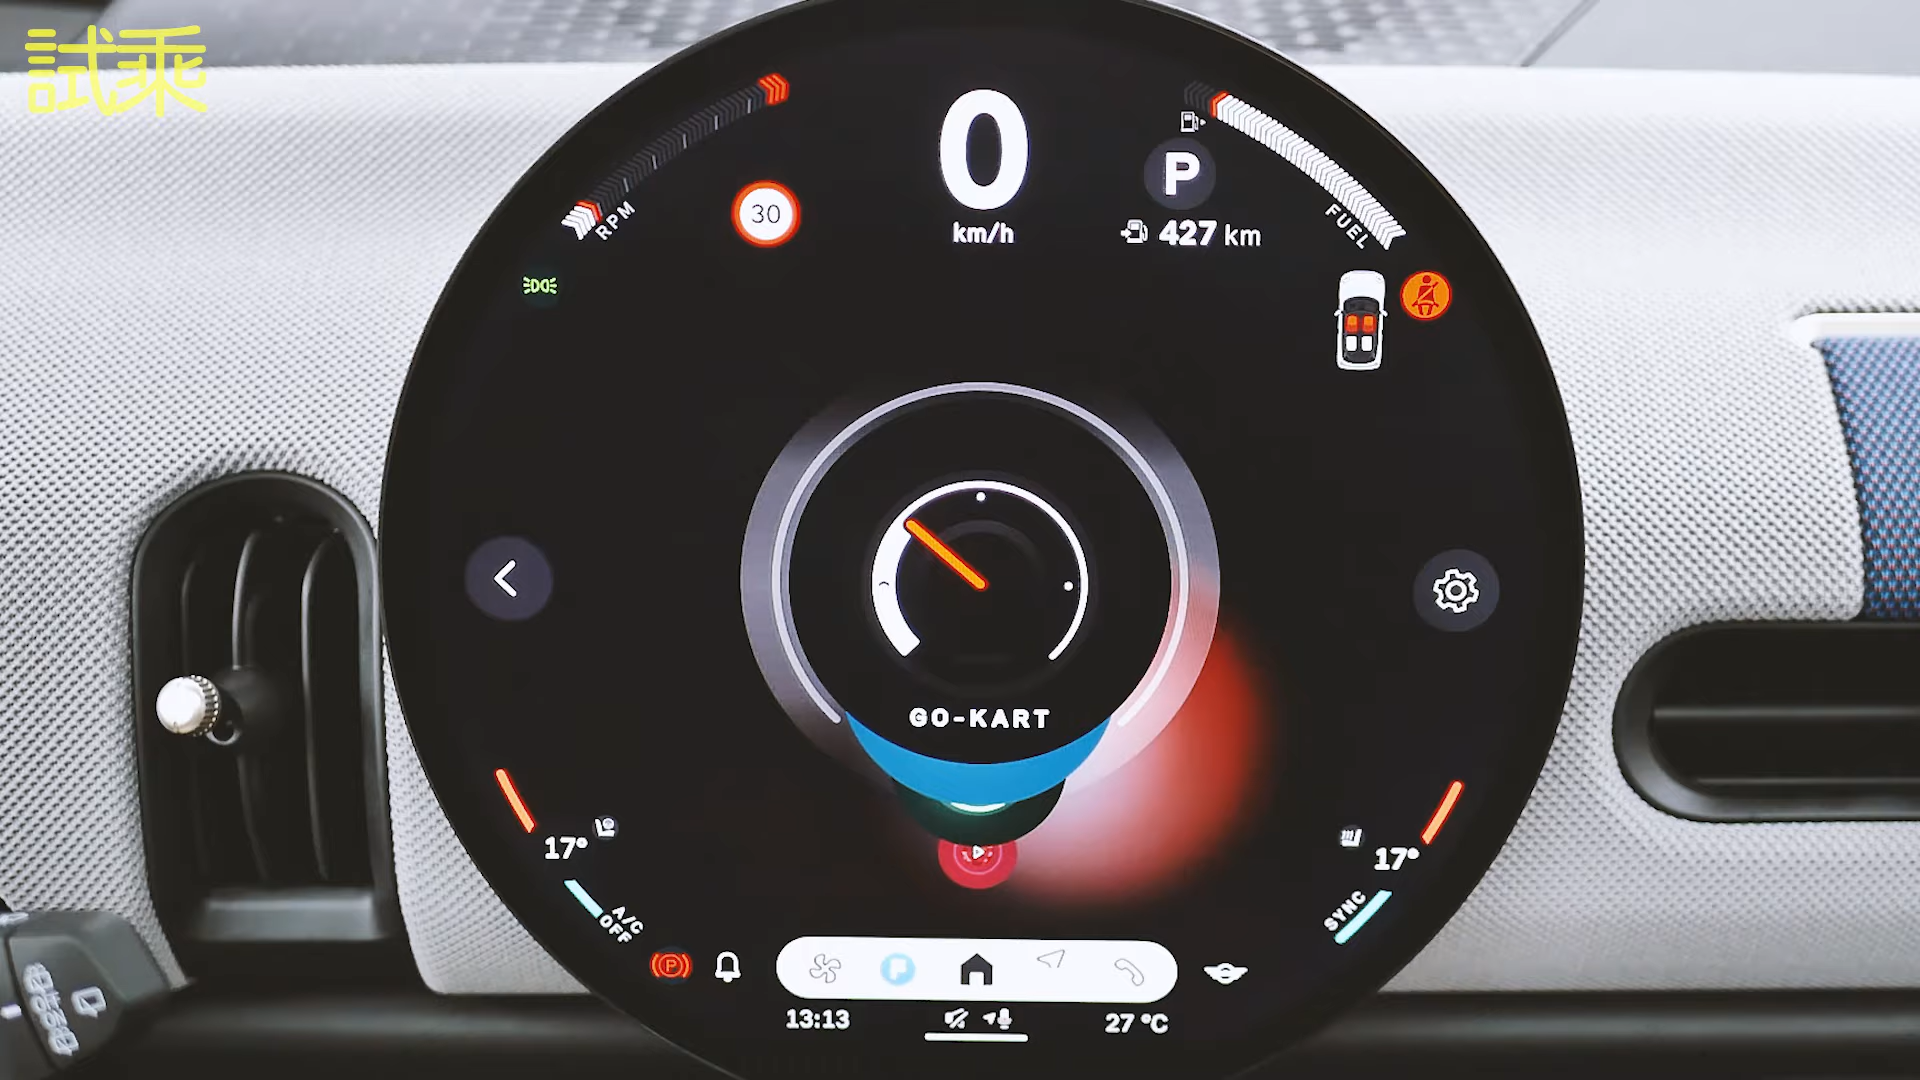 試乘
0
30
P
km/h
427 km
RPM
FUEL
GO-KART
17°
17°
A/C
OFF
SYNC
P
P
13:13
27 °C